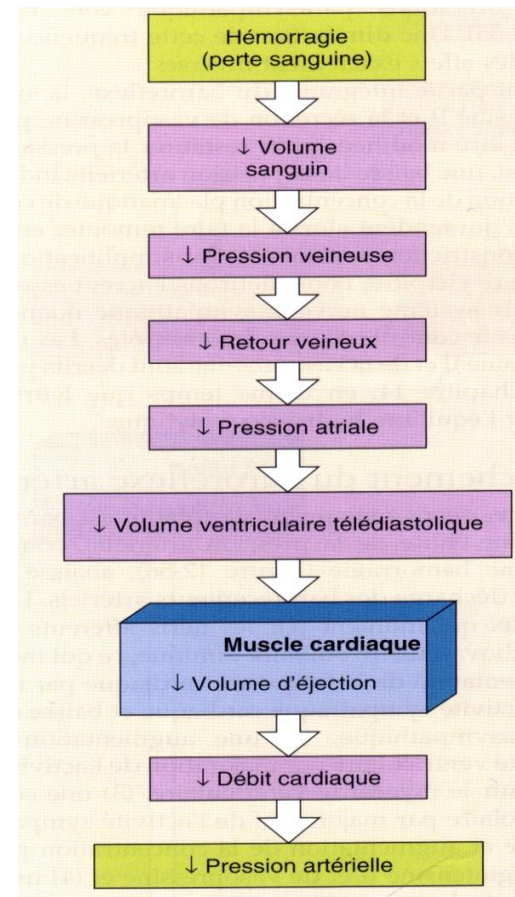 Hémorragie
(perte sanguine)
↓ Volume
sanguin
↓ Pression veineuse
↓ Retour veineux
↓ Pression atriale
↓ Volume ventriculaire télédiastolique
Muscle cardiaque
↓ Volume d'éjection
↓ Débit cardiaque
↓ Pression artérielle